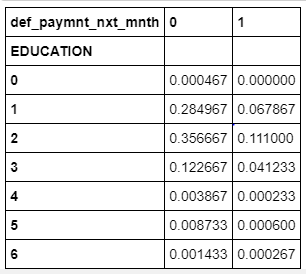 def_paymnt_nxt_mnth 0 1
EDUCATION
0 0.000467 0.000000
1 0.284967 0.067867
2 0.356667 0.111000
3 0.122667 0.041233
4 0.003867 0.000233
5 0.008733 0.000600
6 0.001433 0.000267